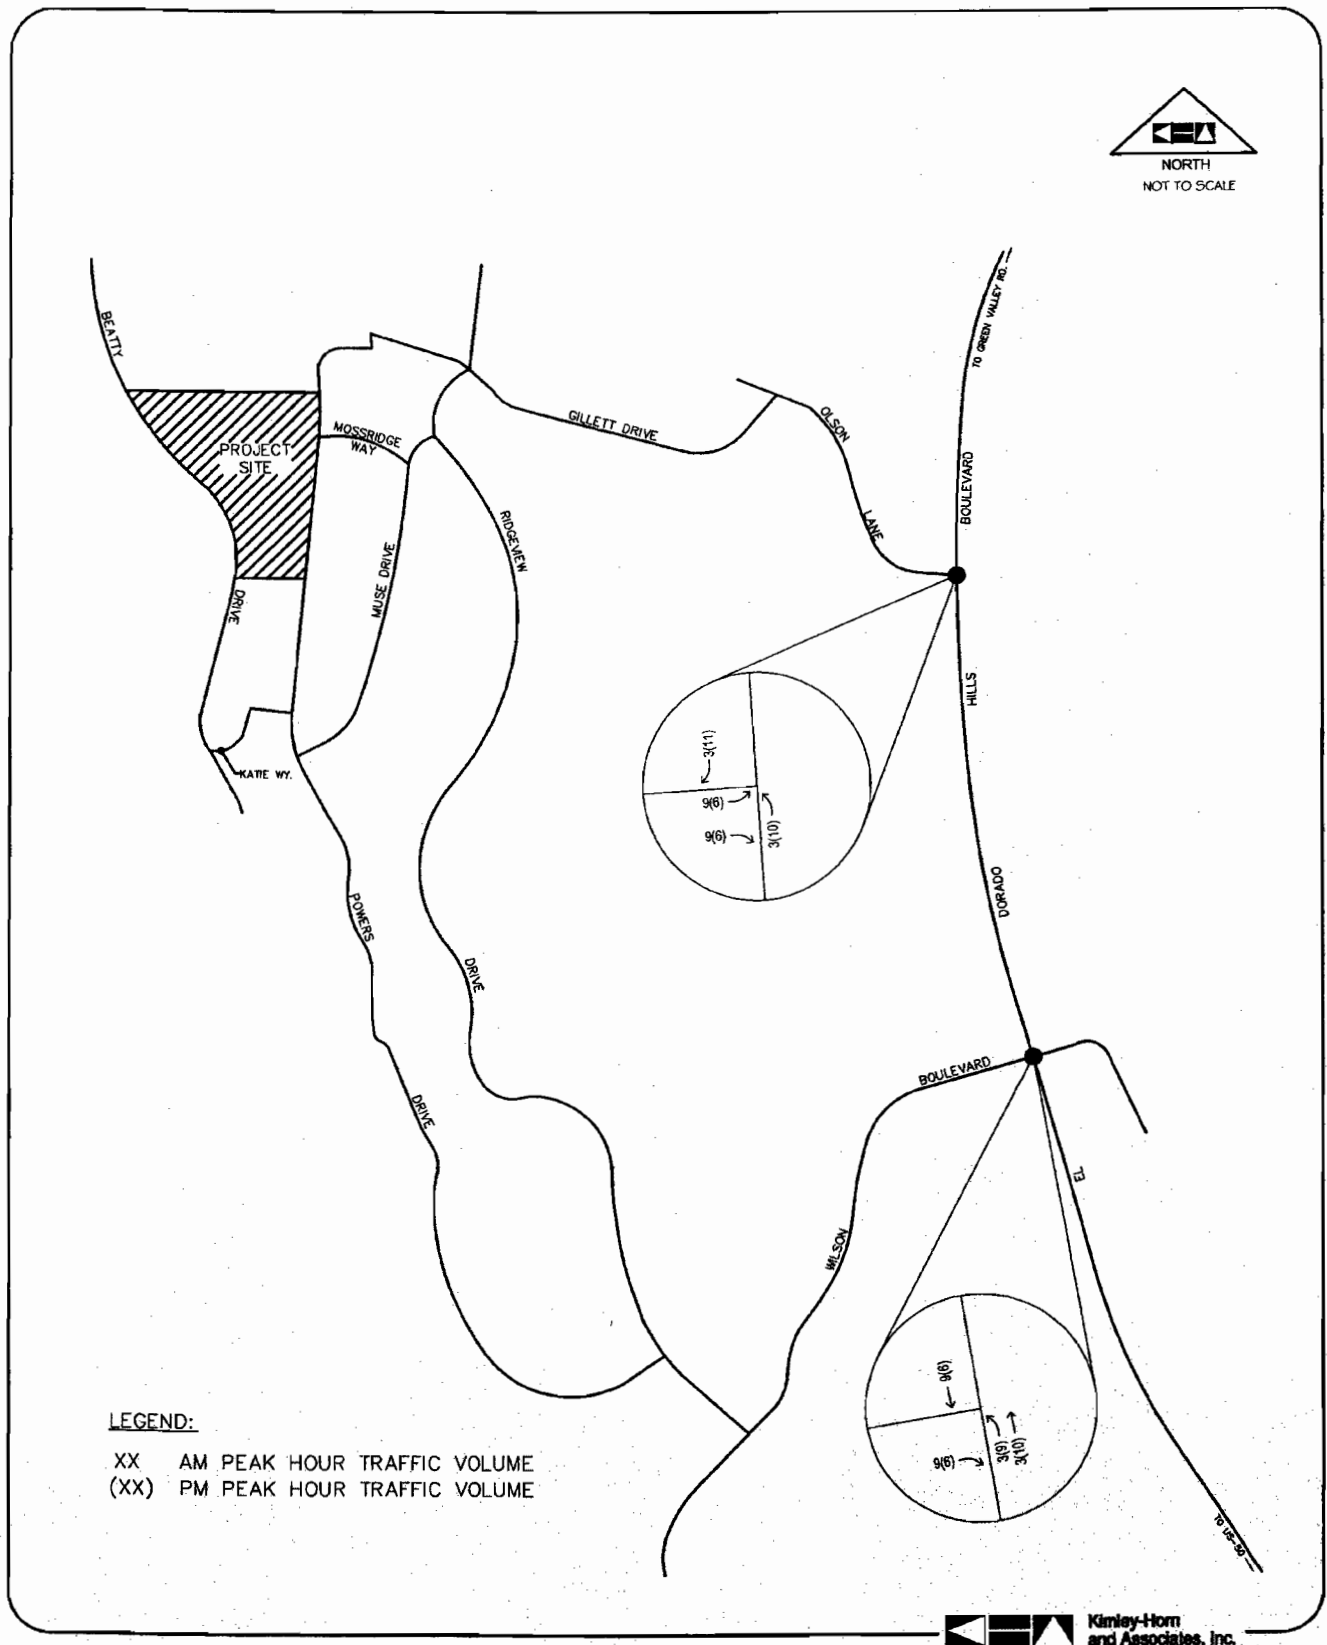 NORTH
NOT TO SCALE
TO GREEN VALLEY RD.
BEATTY
PROJECT
SITE
MOSSRIDGE
WAY
GILLETT DRIVE
OLSON
LANE
BOULEVARD
RIDGEVIEW
MUSE DRIVE
DRIVE
HILLS
KATIE WY.
3(11)
9(6)
9(6)
3(10)
POWERS
DORADO
DRIVE
DRIVE
BOULEVARD
EL
WILSON
9(6)
9(6)
3(9)
3(10)
TO US-50
LEGEND:
XX AM PEAK HOUR TRAFFIC VOLUME
(XX) PM PEAK HOUR TRAFFIC VOLUME
Kimley-Horn
and Associates, Inc.